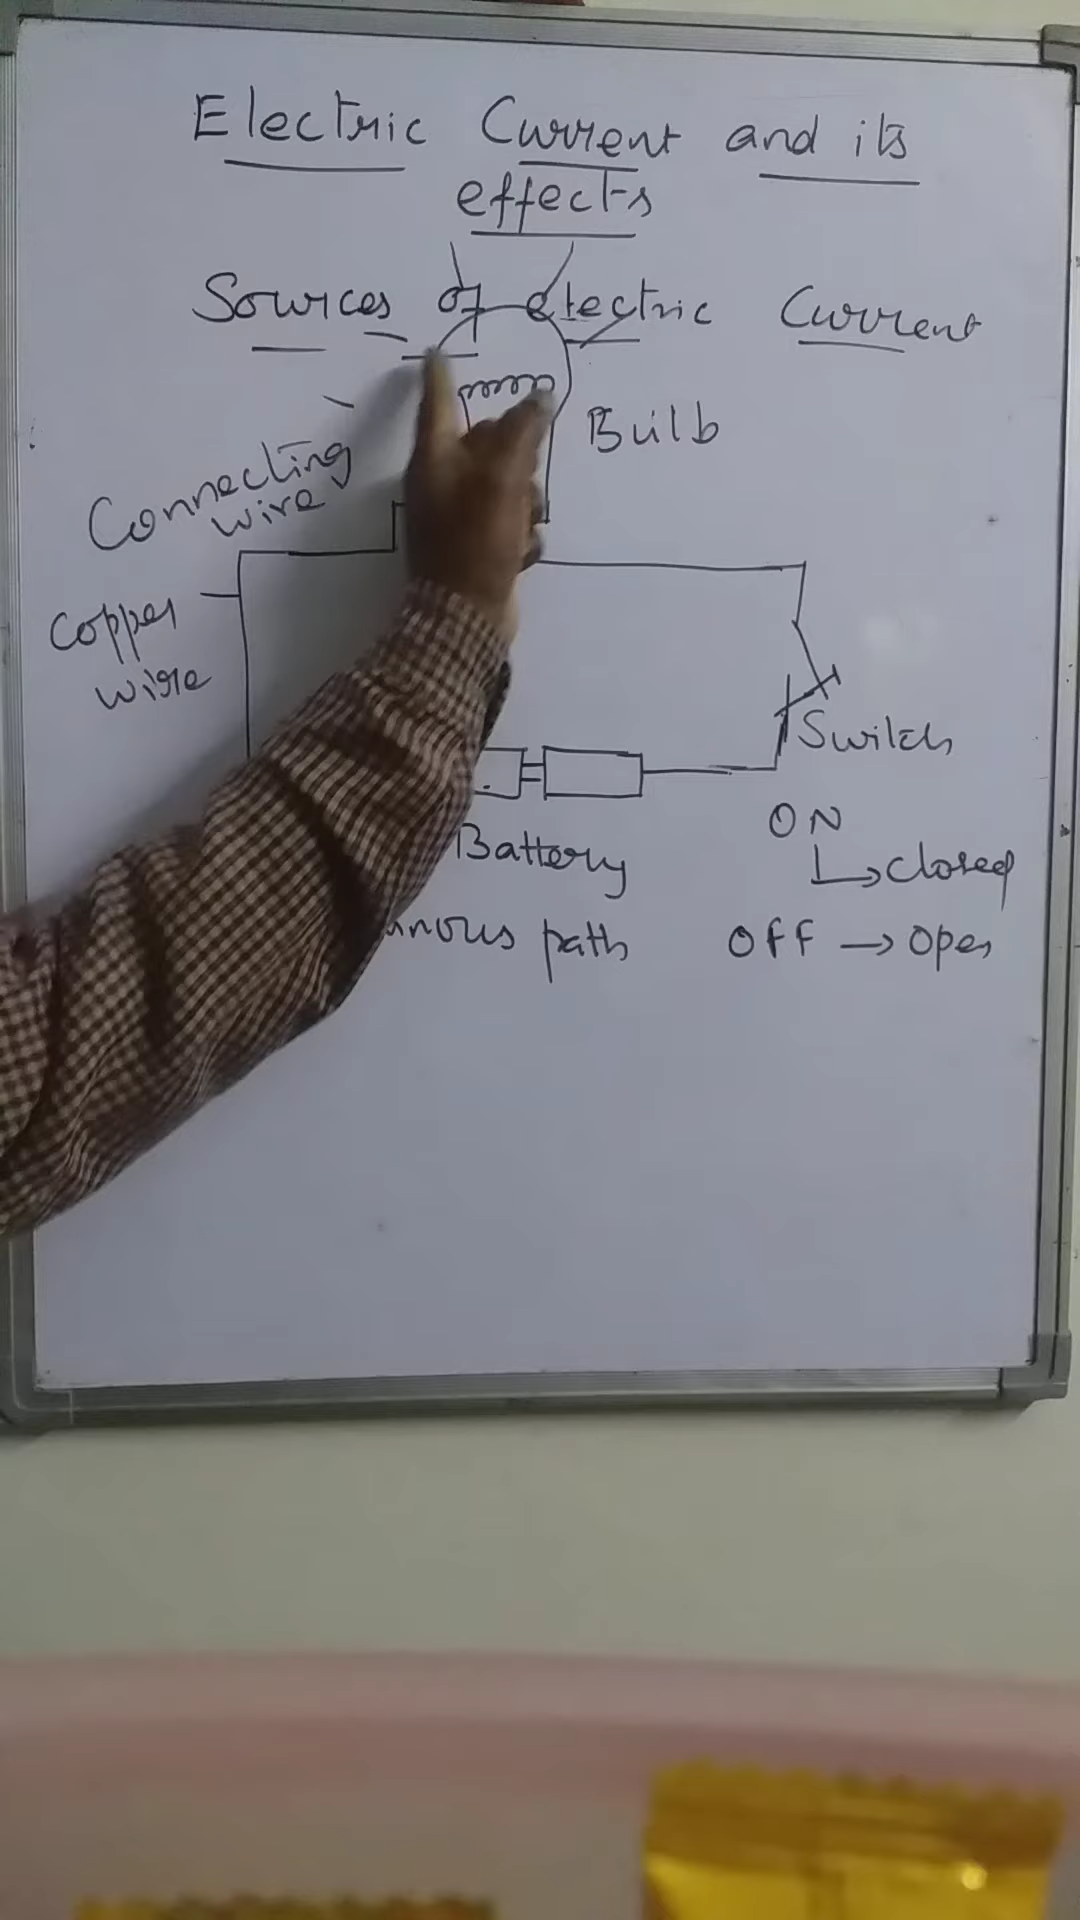 Electric Current and its
effects
Sources of electric Current
Bulb
Connecting
wire
Copper
wire
Switch
ON
Battery
closed
path
OFF → Open